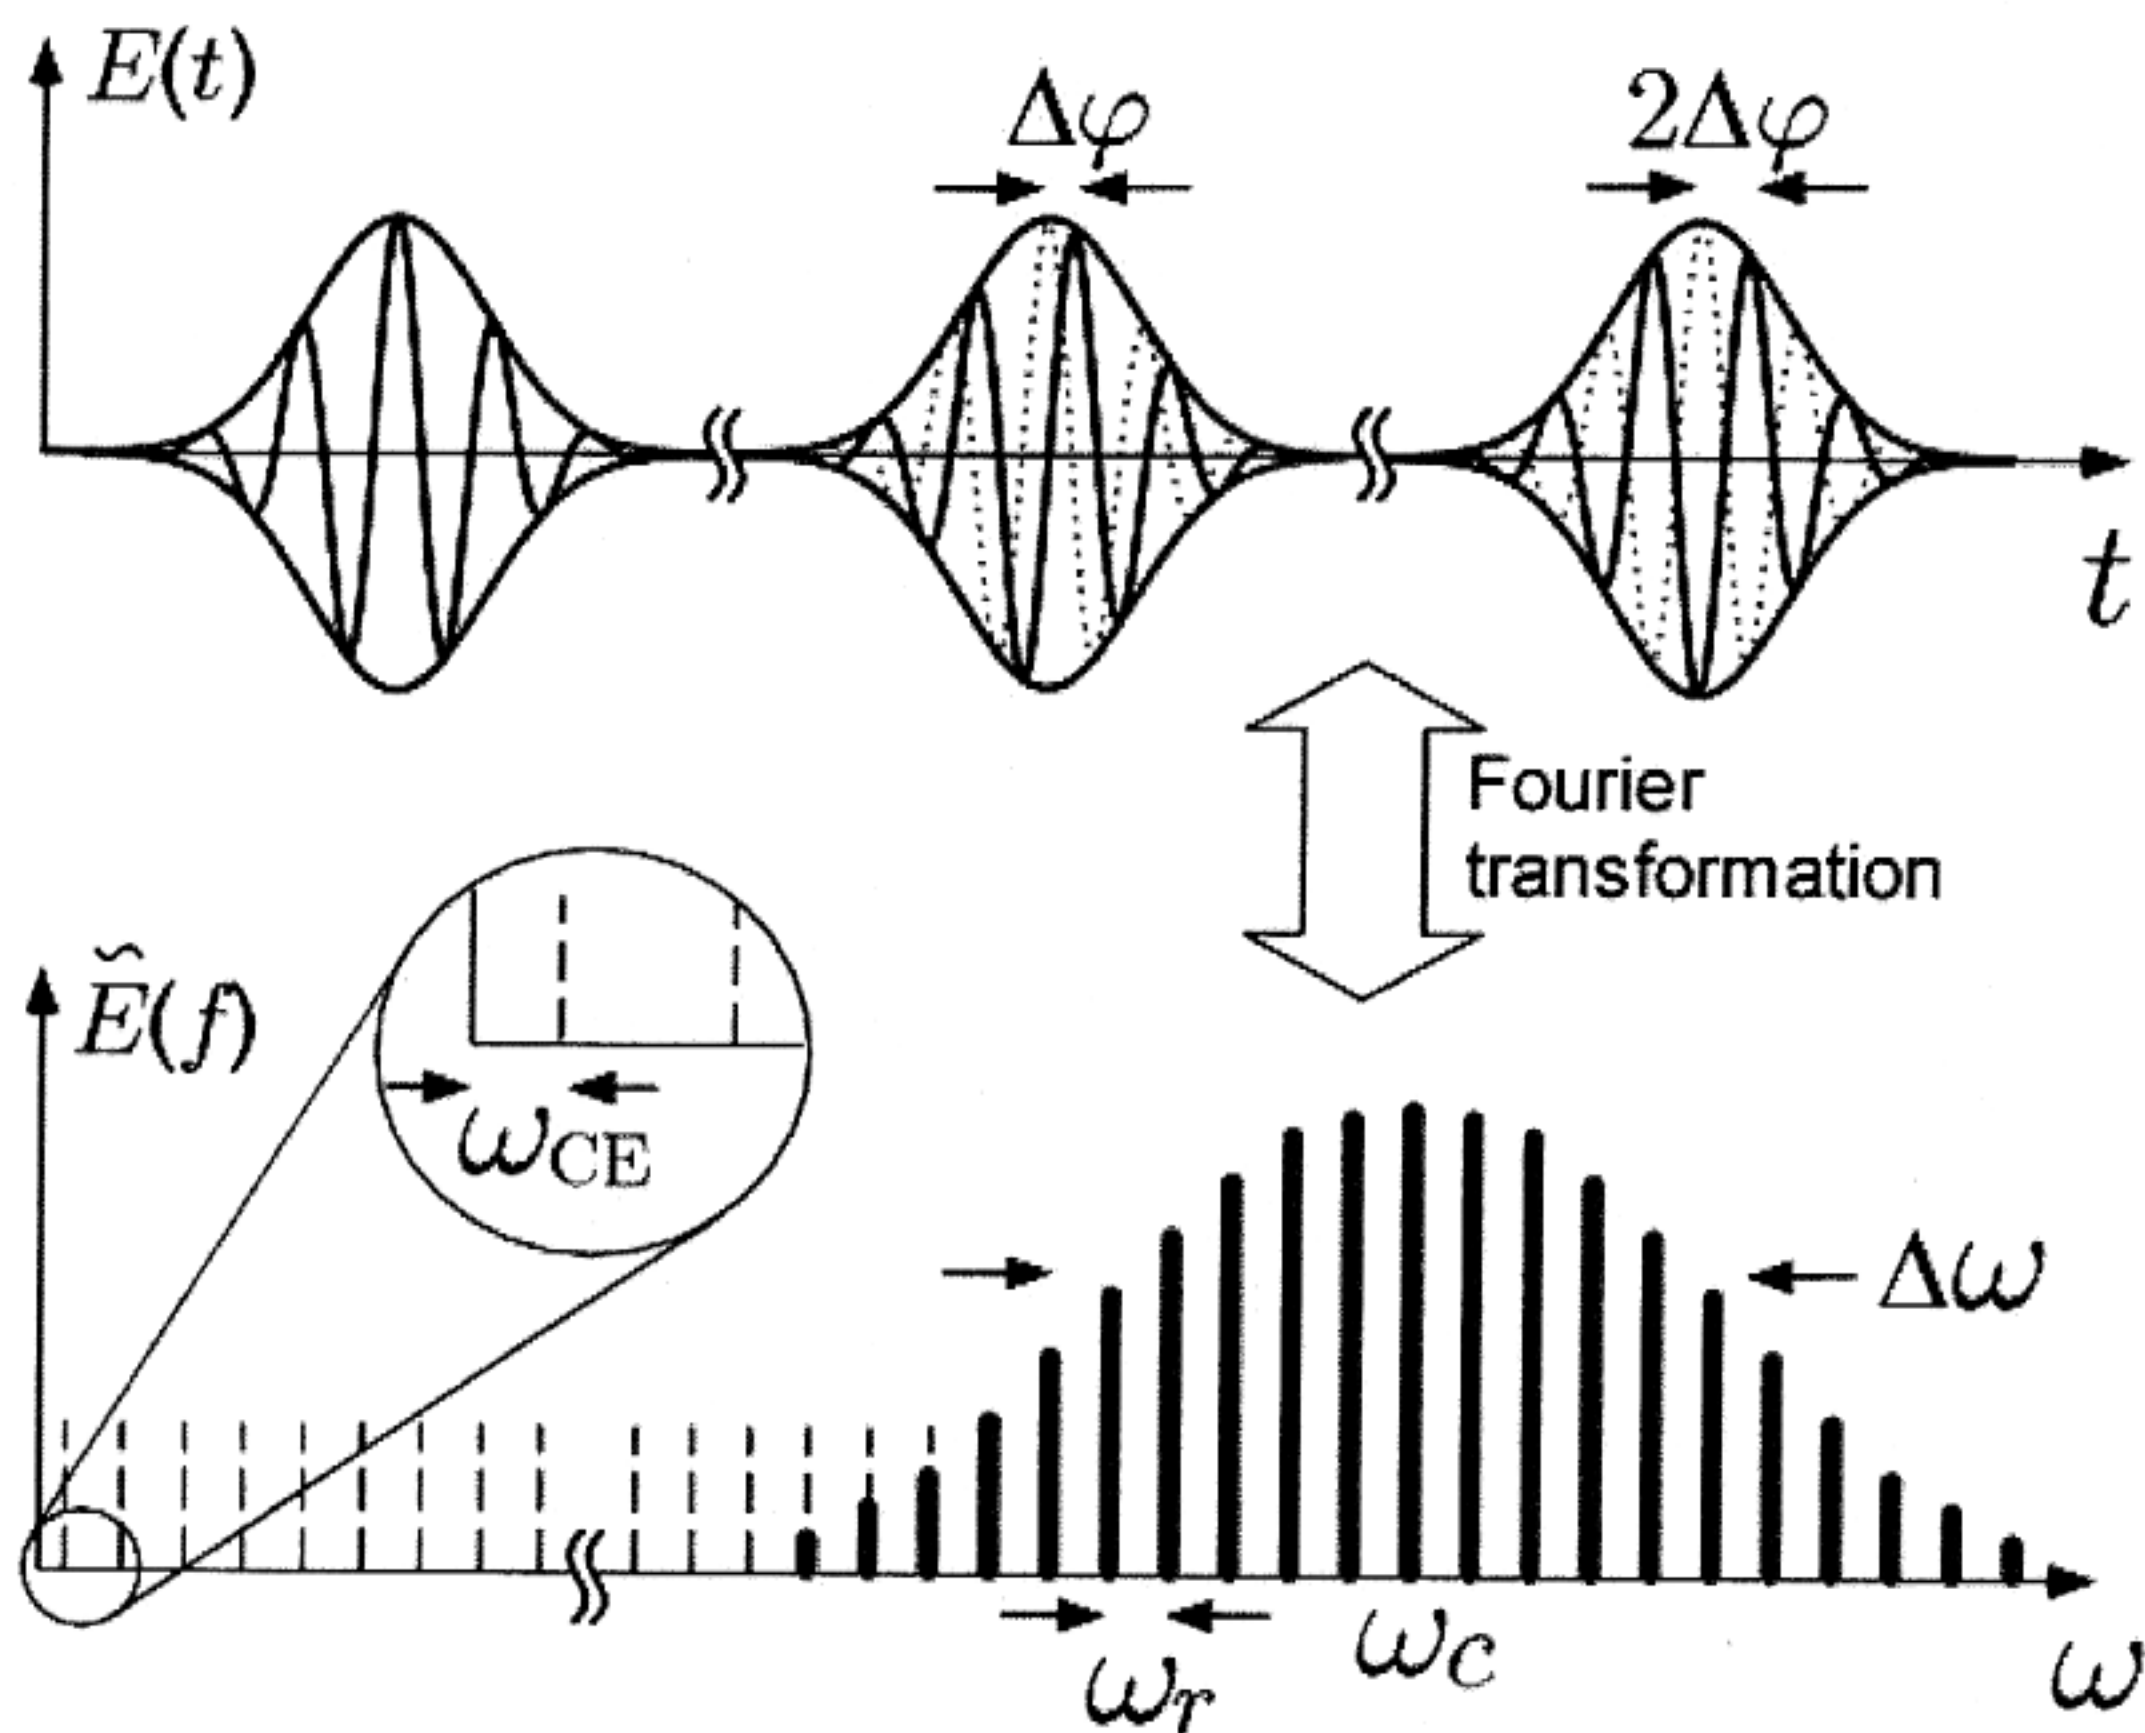 E(t)
Δφ
2Δφ
t
Fourier
transformation
Ẽ(f)
ω_CE
Δω
ω_r
ω_C
ω